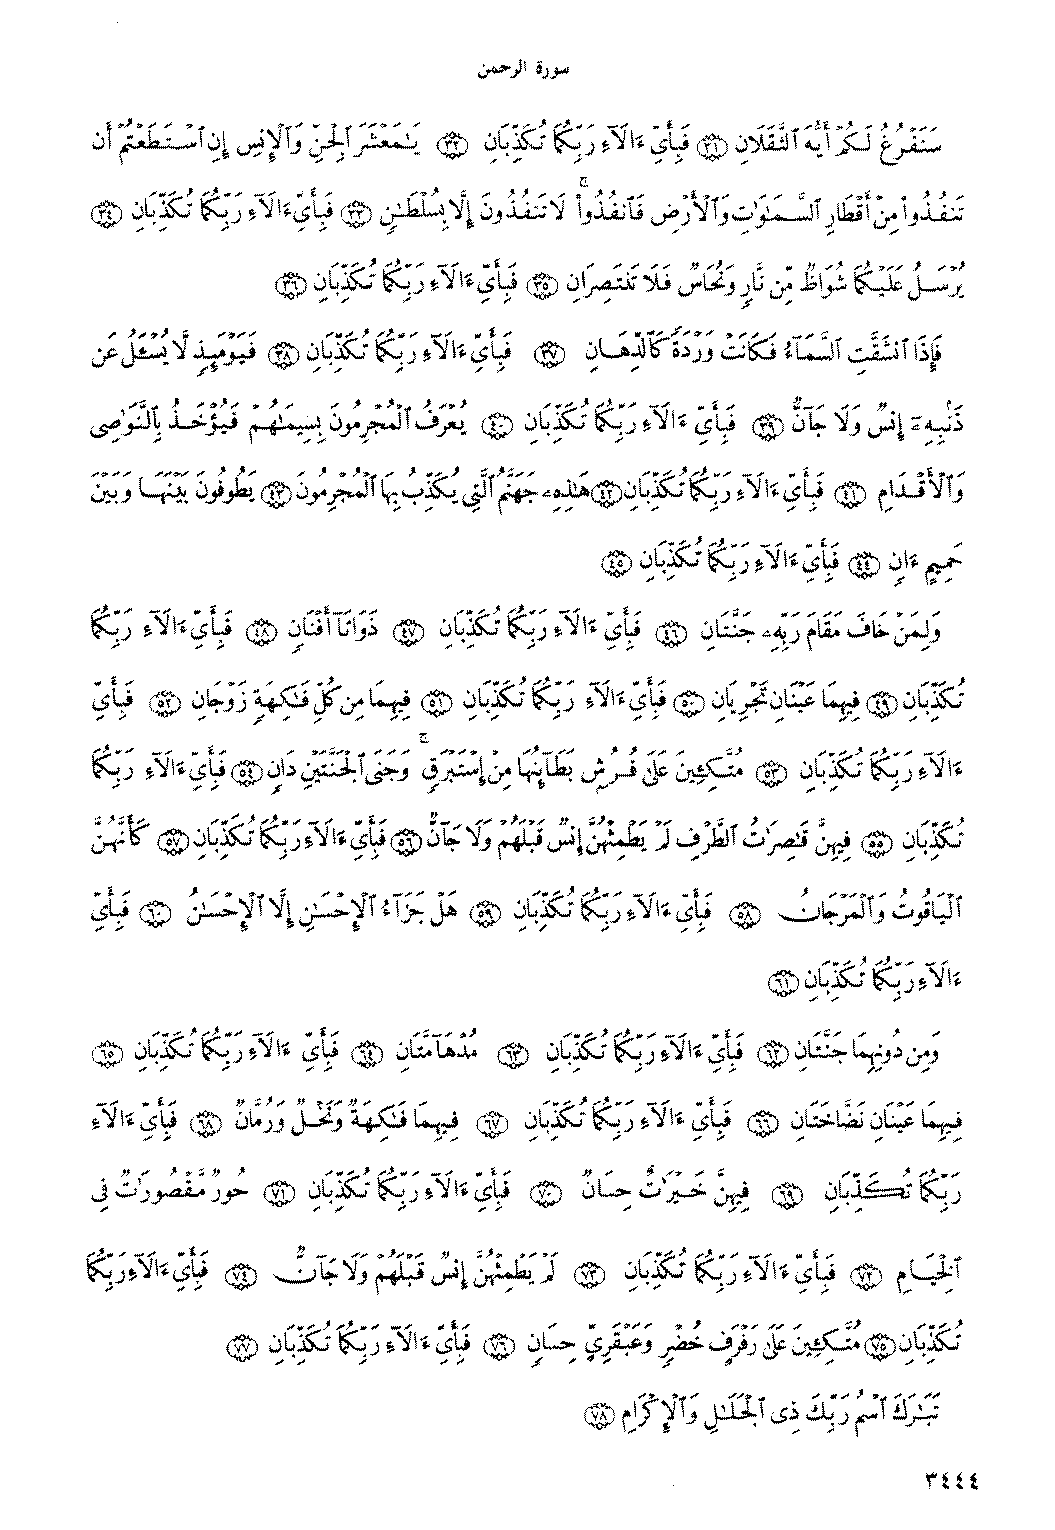 سورة الرحمن
سَنَفْرُغُ لَكُمْ أَيُّهَ ٱلثَّقَلَانِ ٣١ فَبِأَىِّ ءَالَآءِ رَبِّكُمَا تُكَذِّبَانِ ٣٢ يَـٰمَعْشَرَ ٱلْجِنِّ وَٱلْإِنسِ إِنِ ٱسْتَطَعْتُمْ أَن
تَنفُذُوا۟ مِنْ أَقْطَارِ ٱلسَّمَـٰوَٰتِ وَٱلْأَرْضِ فَٱنفُذُوا۟ ۚ لَا تَنفُذُونَ إِلَّا بِسُلْطَـٰنٍ ٣٣ فَبِأَىِّ ءَالَآءِ رَبِّكُمَا تُكَذِّبَانِ ٣٤
يُرْسَلُ عَلَيْكُمَا شُوَاظٌ مِّن نَّارٍ وَنُحَاسٌ فَلَا تَنتَصِرَانِ ٣٥ فَبِأَىِّ ءَالَآءِ رَبِّكُمَا تُكَذِّبَانِ ٣٦
فَإِذَا ٱنشَقَّتِ ٱلسَّمَآءُ فَكَانَتْ وَرْدَةً كَٱلدِّهَانِ ٣٧ فَبِأَىِّ ءَالَآءِ رَبِّكُمَا تُكَذِّبَانِ ٣٨ فَيَوْمَئِذٍ لَّا يُسْـَٔلُ عَن
ذَنۢبِهِۦٓ إِنسٌ وَلَا جَآنٌّ ٣٩ فَبِأَىِّ ءَالَآءِ رَبِّكُمَا تُكَذِّبَانِ ٤٠ يُعْرَفُ ٱلْمُجْرِمُونَ بِسِيمَـٰهُمْ فَيُؤْخَذُ بِٱلنَّوَٰصِى
وَٱلْأَقْدَامِ ٤١ فَبِأَىِّ ءَالَآءِ رَبِّكُمَا تُكَذِّبَانِ ٤٢ هَـٰذِهِۦ جَهَنَّمُ ٱلَّتِى يُكَذِّبُ بِهَا ٱلْمُجْرِمُونَ ٤٣ يَطُوفُونَ بَيْنَهَا وَبَيْنَ
حَمِيمٍ ءَانٍ ٤٤ فَبِأَىِّ ءَالَآءِ رَبِّكُمَا تُكَذِّبَانِ ٤٥
وَلِمَنْ خَافَ مَقَامَ رَبِّهِۦ جَنَّتَانِ ٤٦ فَبِأَىِّ ءَالَآءِ رَبِّكُمَا تُكَذِّبَانِ ٤٧ ذَوَاتَآ أَفْنَانٍ ٤٨ فَبِأَىِّ ءَالَآءِ رَبِّكُمَا
تُكَذِّبَانِ ٤٩ فِيهِمَا عَيْنَانِ تَجْرِيَانِ ٥٠ فَبِأَىِّ ءَالَآءِ رَبِّكُمَا تُكَذِّبَانِ ٥١ فِيهِمَا مِن كُلِّ فَـٰكِهَةٍ زَوْجَانِ ٥٢ فَبِأَىِّ
ءَالَآءِ رَبِّكُمَا تُكَذِّبَانِ ٥٣ مُتَّكِـِٔينَ عَلَىٰ فُرُشٍ بَطَآئِنُهَا مِنْ إِسْتَبْرَقٍ ۚ وَجَنَى ٱلْجَنَّتَيْنِ دَانٍ ٥٤ فَبِأَىِّ ءَالَآءِ رَبِّكُمَا
تُكَذِّبَانِ ٥٥ فِيهِنَّ قَـٰصِرَٰتُ ٱلطَّرْفِ لَمْ يَطْمِثْهُنَّ إِنسٌ قَبْلَهُمْ وَلَا جَآنٌّ ٥٦ فَبِأَىِّ ءَالَآءِ رَبِّكُمَا تُكَذِّبَانِ ٥٧ كَأَنَّهُنَّ
ٱلْيَاقُوتُ وَٱلْمَرْجَانُ ٥٨ فَبِأَىِّ ءَالَآءِ رَبِّكُمَا تُكَذِّبَانِ ٥٩ هَلْ جَزَآءُ ٱلْإِحْسَـٰنِ إِلَّا ٱلْإِحْسَـٰنُ ٦٠ فَبِأَىِّ
ءَالَآءِ رَبِّكُمَا تُكَذِّبَانِ ٦١
وَمِن دُونِهِمَا جَنَّتَانِ ٦٢ فَبِأَىِّ ءَالَآءِ رَبِّكُمَا تُكَذِّبَانِ ٦٣ مُدْهَآمَّتَانِ ٦٤ فَبِأَىِّ ءَالَآءِ رَبِّكُمَا تُكَذِّبَانِ ٦٥
فِيهِمَا عَيْنَانِ نَضَّاخَتَانِ ٦٦ فَبِأَىِّ ءَالَآءِ رَبِّكُمَا تُكَذِّبَانِ ٦٧ فِيهِمَا فَـٰكِهَةٌ وَنَخْلٌ وَرُمَّانٌ ٦٨ فَبِأَىِّ ءَالَآءِ
رَبِّكُمَا تُكَذِّبَانِ ٦٩ فِيهِنَّ خَيْرَٰتٌ حِسَانٌ ٧٠ فَبِأَىِّ ءَالَآءِ رَبِّكُمَا تُكَذِّبَانِ ٧١ حُورٌ مَّقْصُورَٰتٌ فِى
ٱلْخِيَامِ ٧٢ فَبِأَىِّ ءَالَآءِ رَبِّكُمَا تُكَذِّبَانِ ٧٣ لَمْ يَطْمِثْهُنَّ إِنسٌ قَبْلَهُمْ وَلَا جَآنٌّ ٧٤ فَبِأَىِّ ءَالَآءِ رَبِّكُمَا
تُكَذِّبَانِ ٧٥ مُتَّكِـِٔينَ عَلَىٰ رَفْرَفٍ خُضْرٍ وَعَبْقَرِىٍّ حِسَانٍ ٧٦ فَبِأَىِّ ءَالَآءِ رَبِّكُمَا تُكَذِّبَانِ ٧٧
تَبَـٰرَكَ ٱسْمُ رَبِّكَ ذِى ٱلْجَلَـٰلِ وَٱلْإِكْرَامِ ٧٨
٣٤٤٤